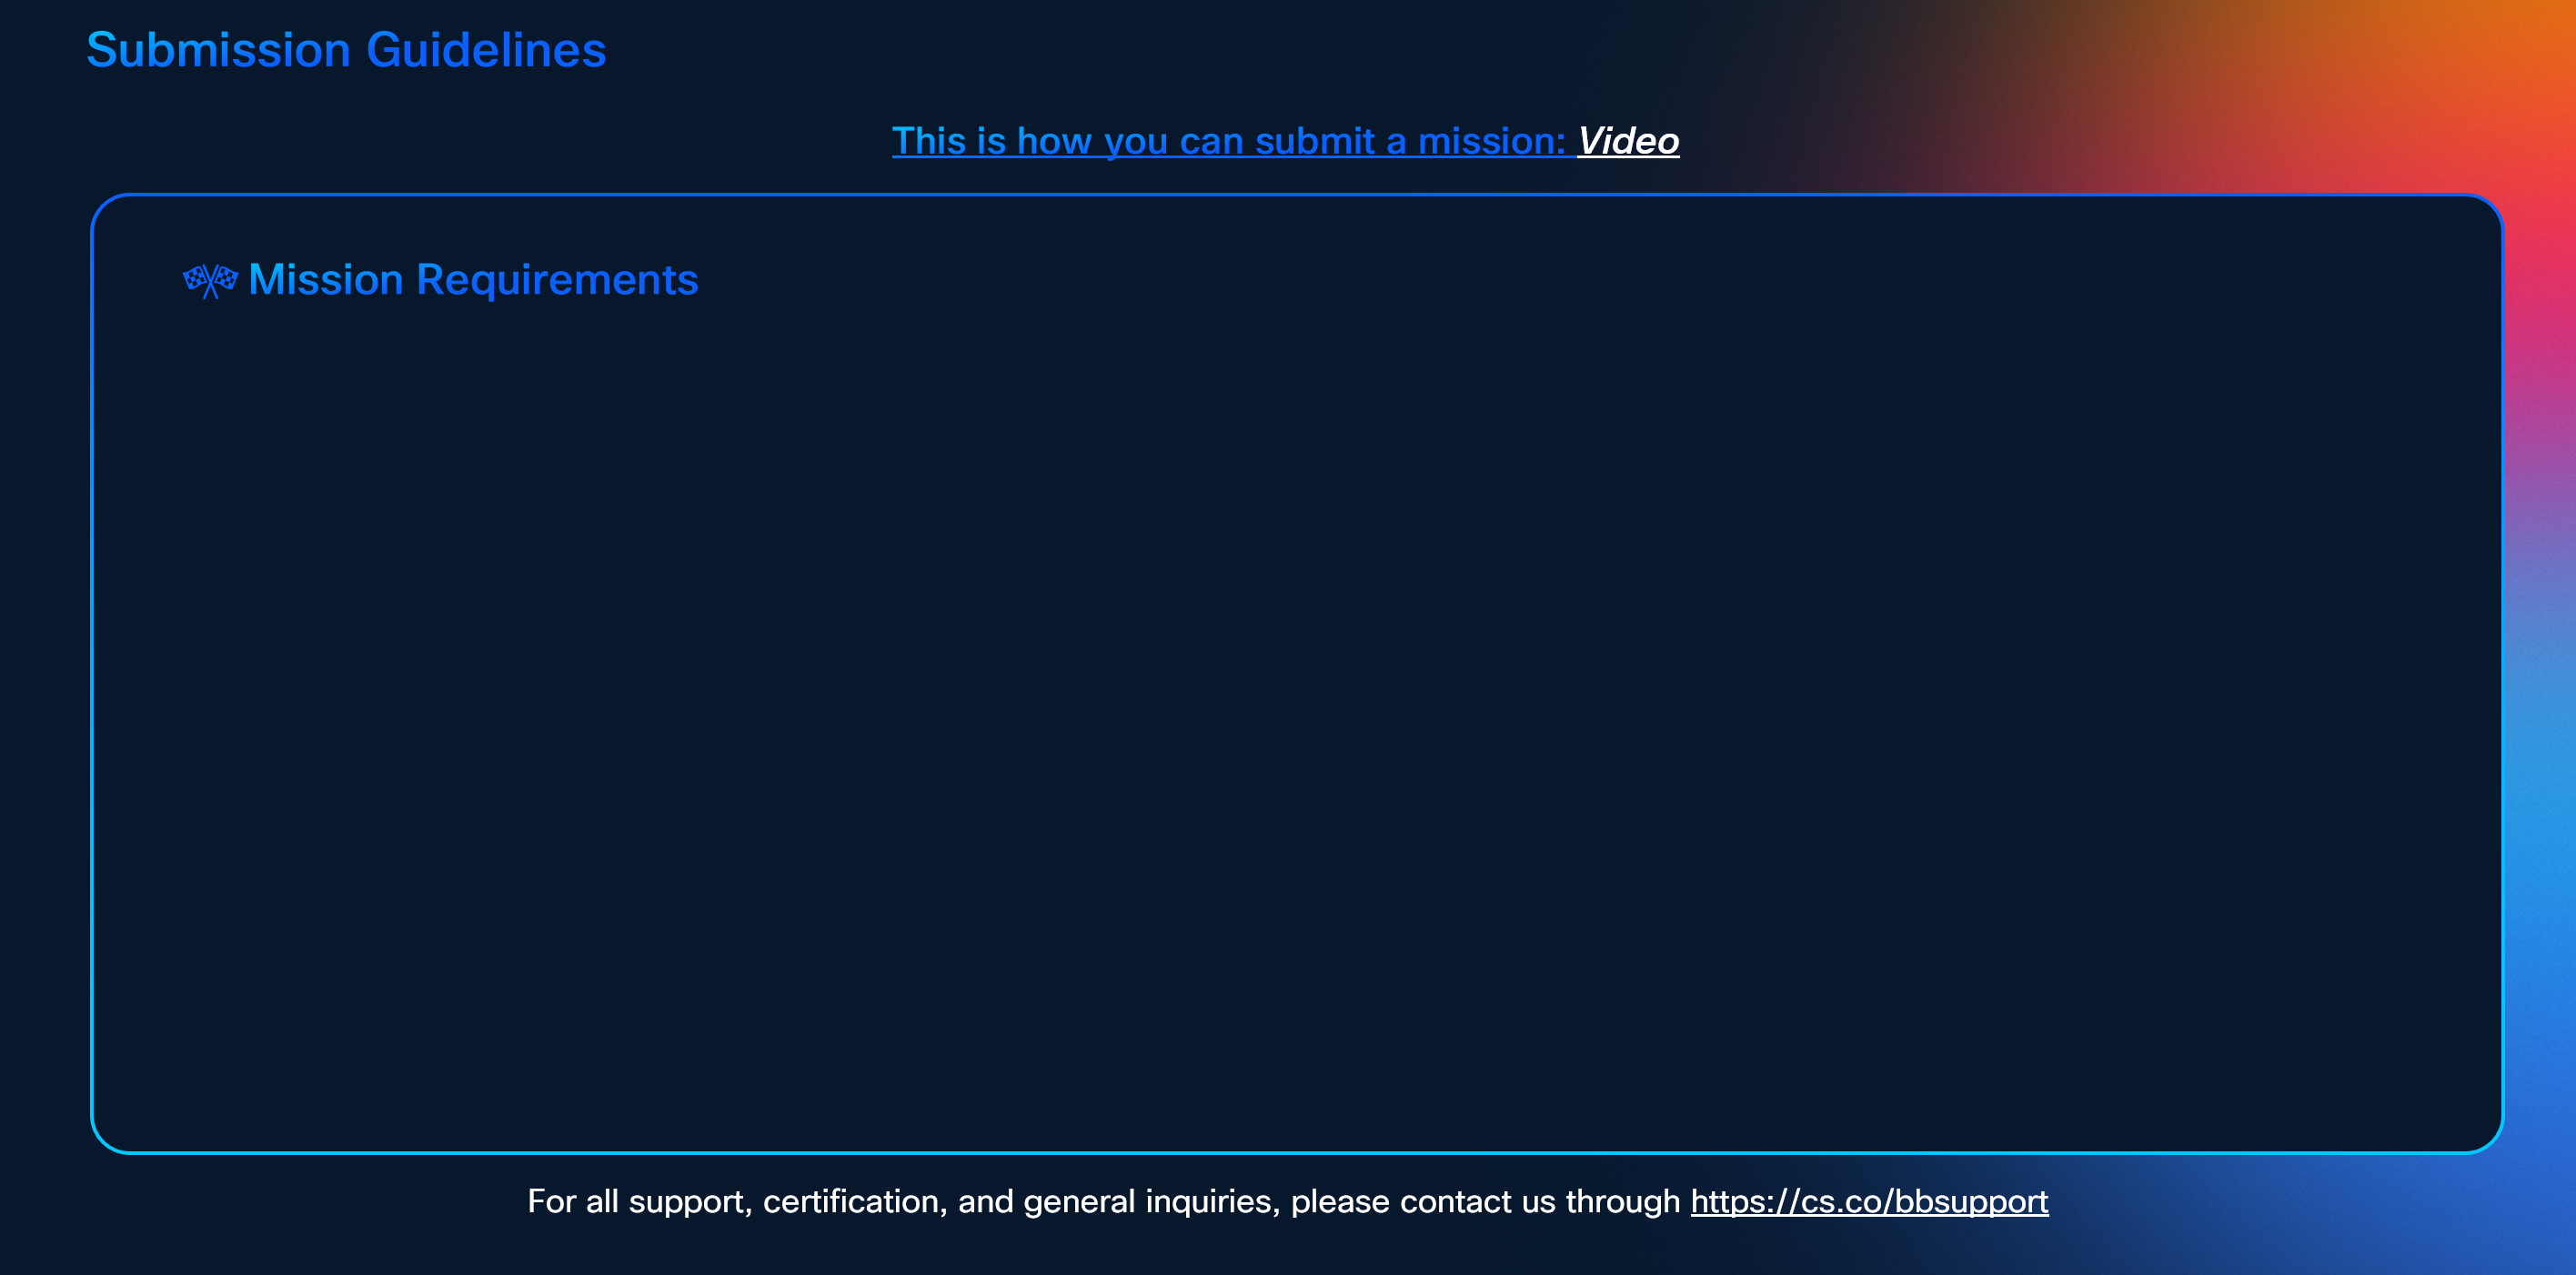 Submission Guidelines
This is how you can submit a mission: Video
Mission Requirements
For all support, certification, and general inquiries, please contact us through https://cs.co/bbsupport